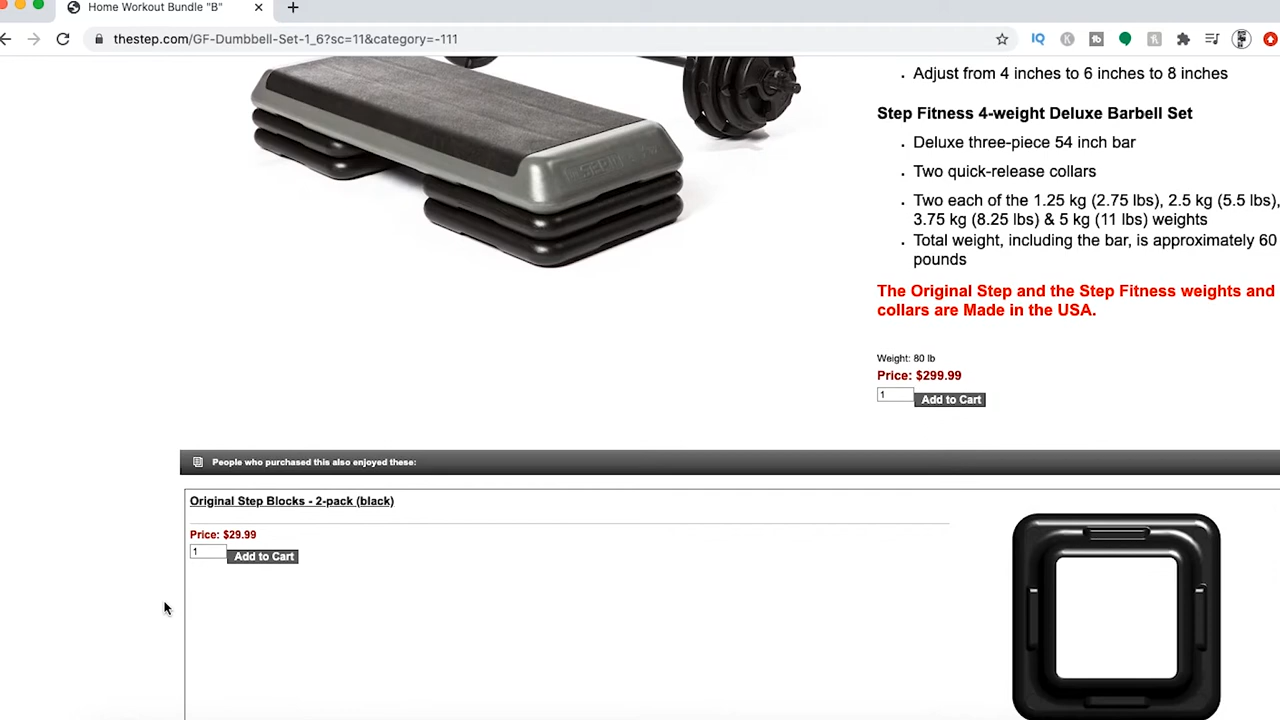 Home Workout Bundle "B"
thestep.com/GF-Dumbbell-Set-1_6?sc=11&category=-111
Adjust from 4 inches to 6 inches to 8 inches
Step Fitness 4-weight Deluxe Barbell Set
Deluxe three-piece 54 inch bar
Two quick-release collars
Two each of the 1.25 kg (2.75 lbs), 2.5 kg (5.5 lbs),
3.75 kg (8.25 lbs) & 5 kg (11 lbs) weights
Total weight, including the bar, is approximately 60
pounds
The Original Step and the Step Fitness weights and
collars are Made in the USA.
Weight: 80 lb
Price: $299.99
1 Add to Cart
People who purchased this also enjoyed these:
Original Step Blocks - 2-pack (black)
Price: $29.99
1 Add to Cart